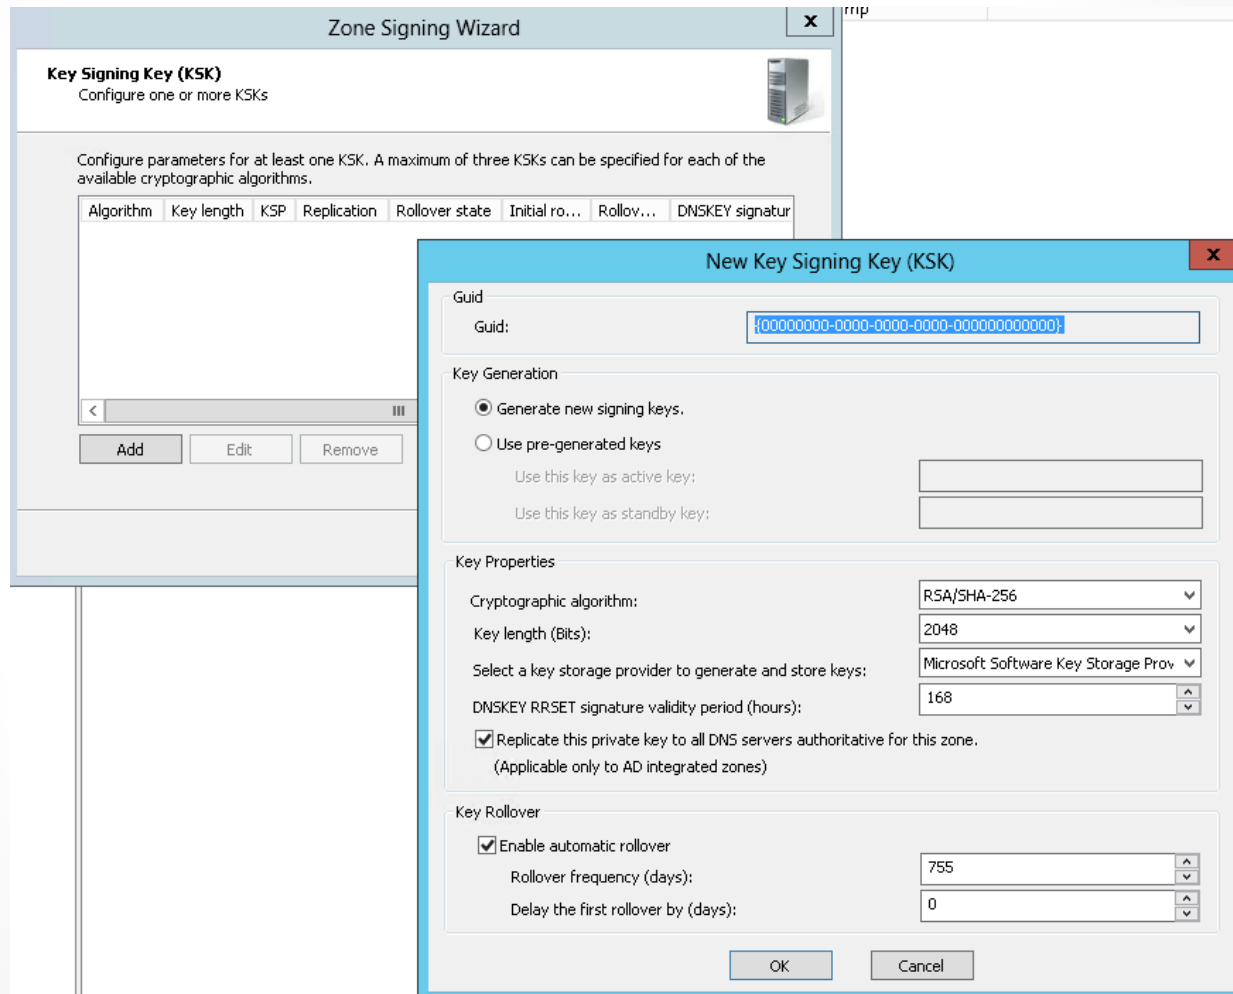 mp
Zone Signing Wizard
x
Key Signing Key (KSK)
Configure one or more KSKs
Configure parameters for at least one KSK. A maximum of three KSKs can be specified for each of the
available cryptographic algorithms.
Algorithm Key length KSP Replication Rollover state Initial ro... Rollov... DNSKEY signatur
Add Edit Remove
New Key Signing Key (KSK)
x
Guid
Guid: {00000000-0000-0000-0000-000000000000}
Key Generation
Generate new signing keys.
Use pre-generated keys
Use this key as active key:
Use this key as standby key:
Key Properties
Cryptographic algorithm: RSA/SHA-256
Key length (Bits): 2048
Select a key storage provider to generate and store keys: Microsoft Software Key Storage Prov
DNSKEY RRSET signature validity period (hours): 168
Replicate this private key to all DNS servers authoritative for this zone.
(Applicable only to AD integrated zones)
Key Rollover
Enable automatic rollover
Rollover frequency (days): 755
Delay the first rollover by (days): 0
OK Cancel